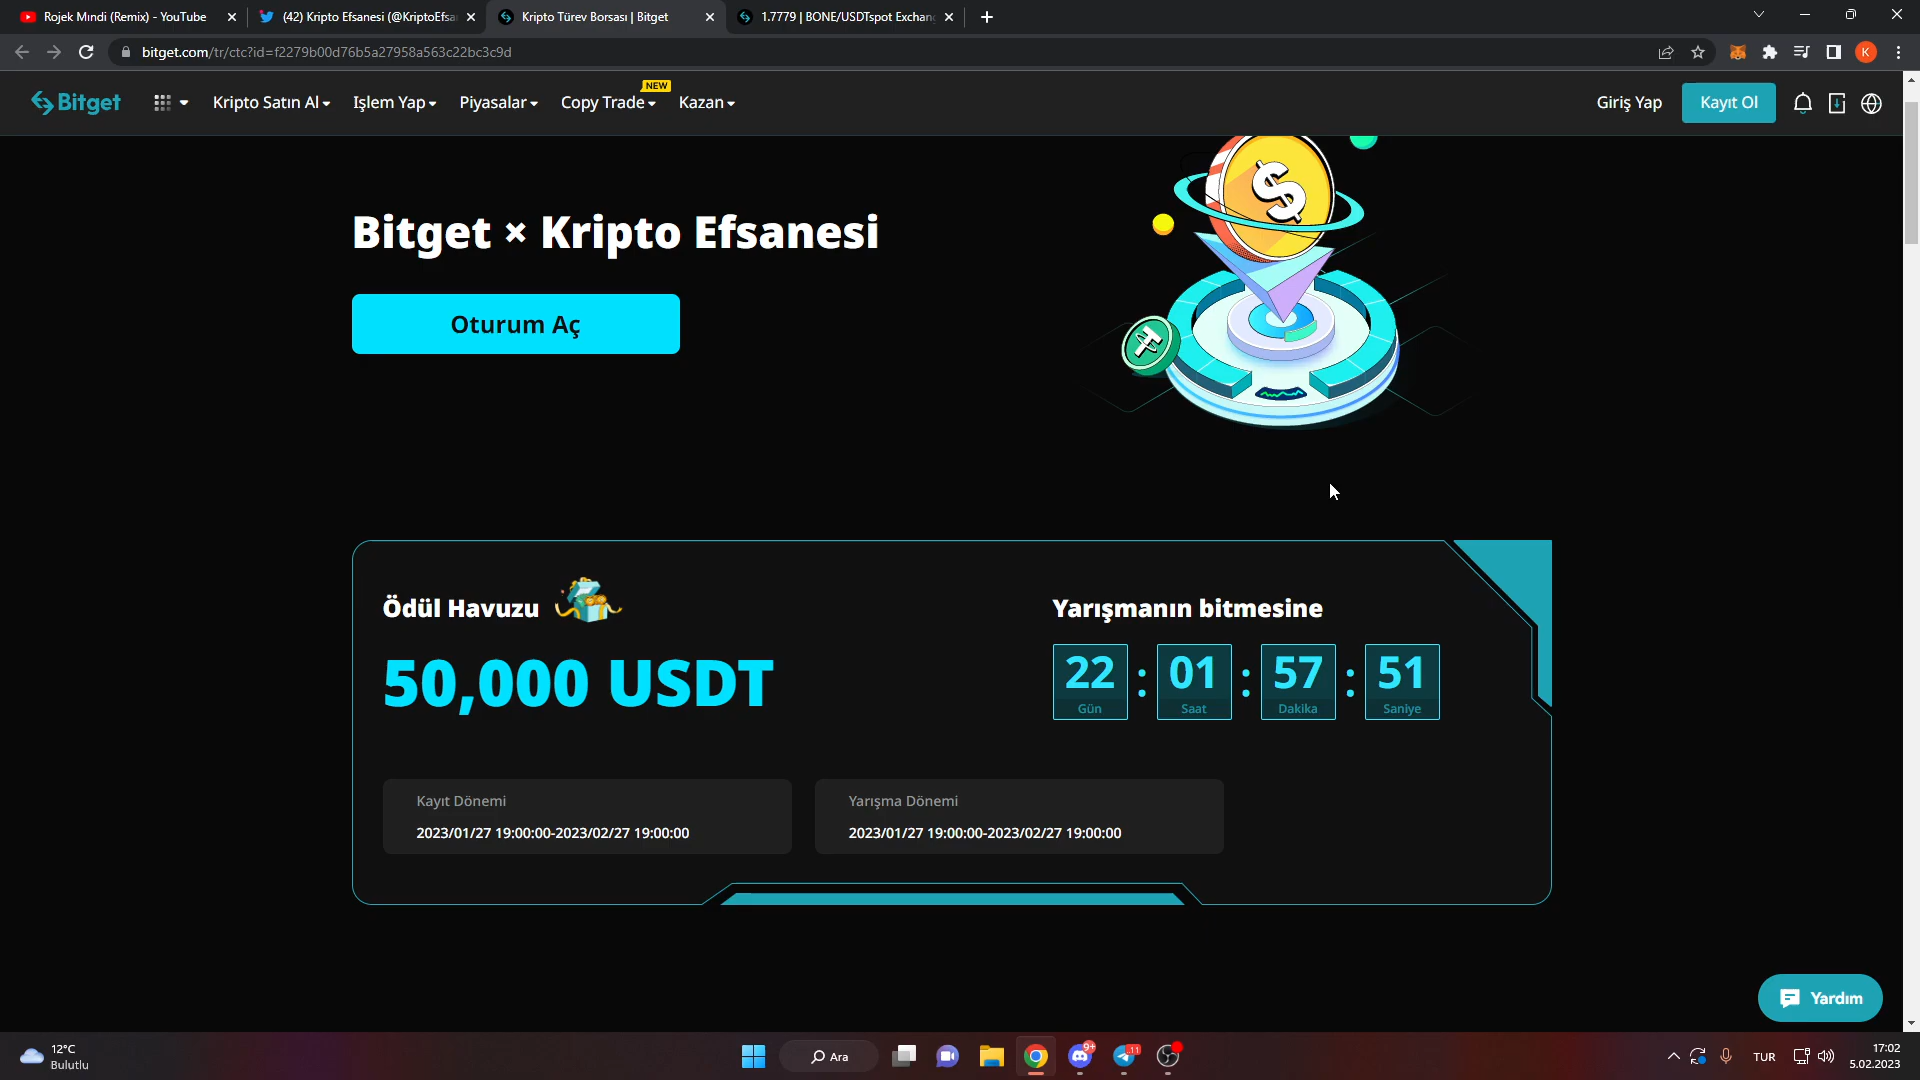 Rojek Mındi (Remix) - YouTube
(42) Kripto Efsanesi (@KriptoEfsa
Kripto Türev Borsası | Bitget
1.7779 | BONE/USDTspot Exchang
bitget.com/tr/ctc?id=f2279b00d76b5a27958a563c22bc3c9d
K
Bitget
Kripto Satın Al
İşlem Yap
Piyasalar
Copy Trade
NEW
Kazan
Giriş Yap
Kayıt Ol
Bitget × Kripto Efsanesi
Oturum Aç
Ödül Havuzu
50,000 USDT
Yarışmanın bitmesine
22 : 01 : 57 : 51
Gün Saat Dakika Saniye
Kayıt Dönemi
2023/01/27 19:00:00-2023/02/27 19:00:00
Yarışma Dönemi
2023/01/27 19:00:00-2023/02/27 19:00:00
Yardım
12°C
Bulutlu
Ara
9+
11
TUR
17:02
5.02.2023